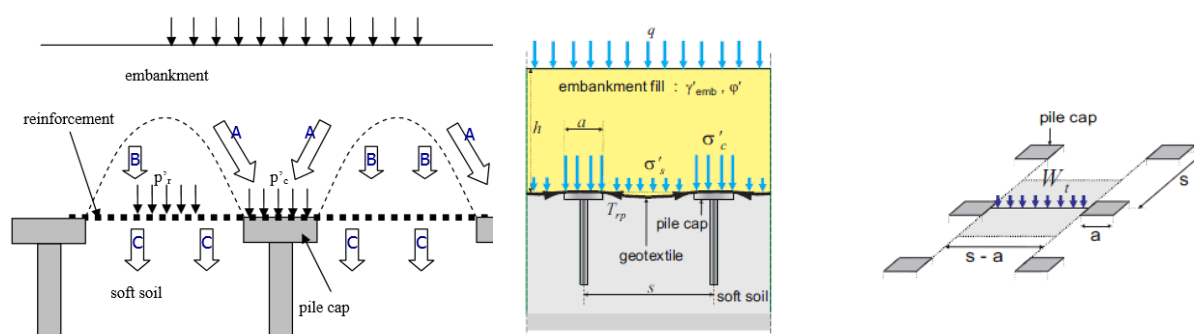 embankment
reinforcement
A
A
A
B
B
B
p'r
p'c
C
C
C
C
soft soil
pile cap
q
embankment fill : γ'emb , φ'
h
a
σ'c
σ's
Trp
pile cap
geotextile
s
soft soil
pile cap
Wt
s
a
s - a